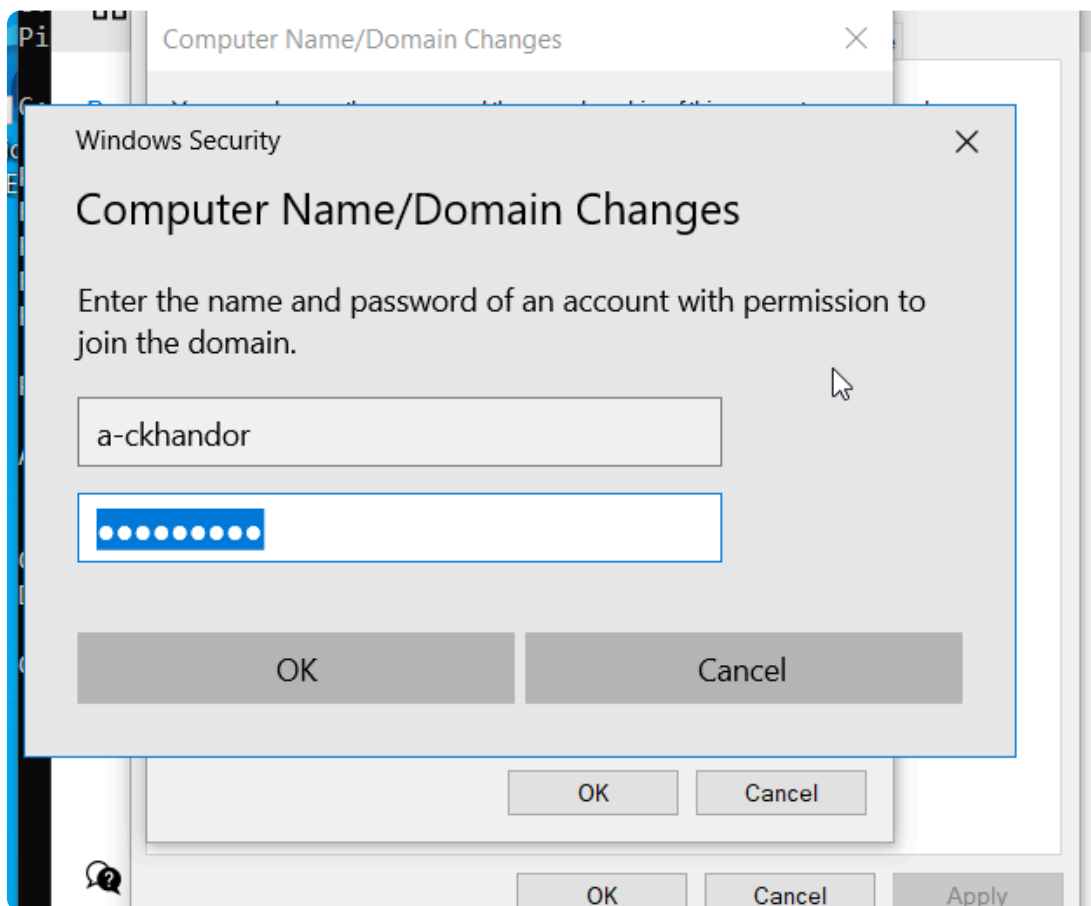 Pi
Computer Name/Domain Changes
Windows Security
Computer Name/Domain Changes
Enter the name and password of an account with permission to
join the domain.
a-ckhandor
OK
Cancel
OK
Cancel
OK
Cancel
Apply